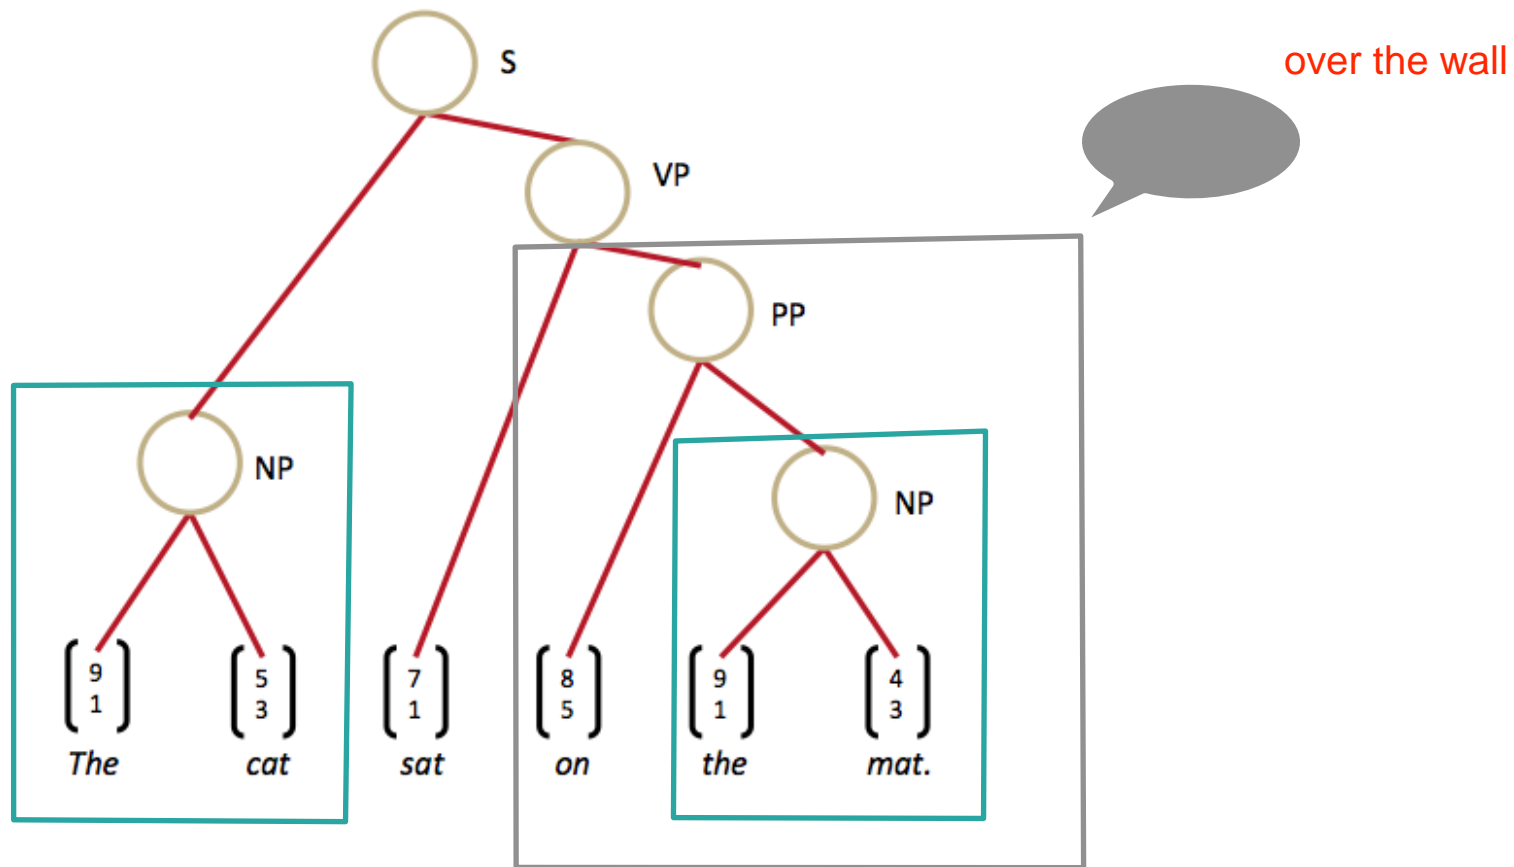 S
over the wall
VP
PP
NP
NP
9 5 7 8 9 4
1 3 1 5 1 3
The cat sat on the mat.